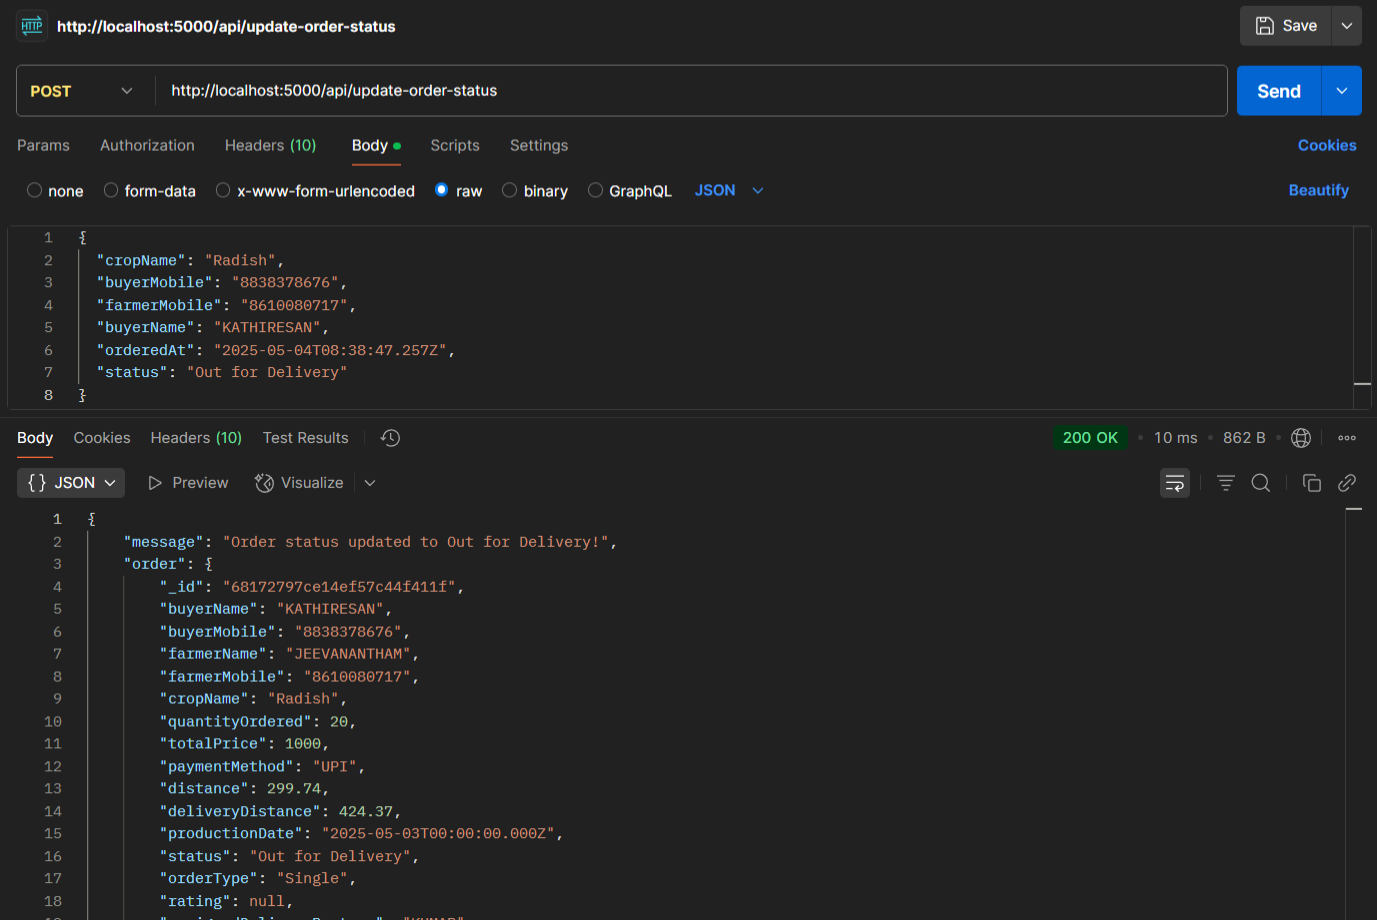 HTTP http://localhost:5000/api/update-order-status Save
POST http://localhost:5000/api/update-order-status Send
Params Authorization Headers (10) Body Scripts Settings Cookies
none form-data x-www-form-urlencoded raw binary GraphQL JSON Beautify
1 {
2 "cropName": "Radish",
3 "buyerMobile": "8838378676",
4 "farmerMobile": "8610080717",
5 "buyerName": "KATHIRESAN",
6 "orderedAt": "2025-05-04T08:38:47.257Z",
7 "status": "Out for Delivery"
8 }
Body Cookies Headers (10) Test Results 200 OK • 10 ms • 862 B •
{} JSON Preview Visualize
1 {
2 "message": "Order status updated to Out for Delivery!",
3 "order": {
4 "_id": "68172797ce14ef57c44f411f",
5 "buyerName": "KATHIRESAN",
6 "buyerMobile": "8838378676",
7 "farmerName": "JEEVANANTHAM",
8 "farmerMobile": "8610080717",
9 "cropName": "Radish",
10 "quantityOrdered": 20,
11 "totalPrice": 1000,
12 "paymentMethod": "UPI",
13 "distance": 299.74,
14 "deliveryDistance": 424.37,
15 "productionDate": "2025-05-03T00:00:00.000Z",
16 "status": "Out for Delivery",
17 "orderType": "Single",
18 "rating": null,